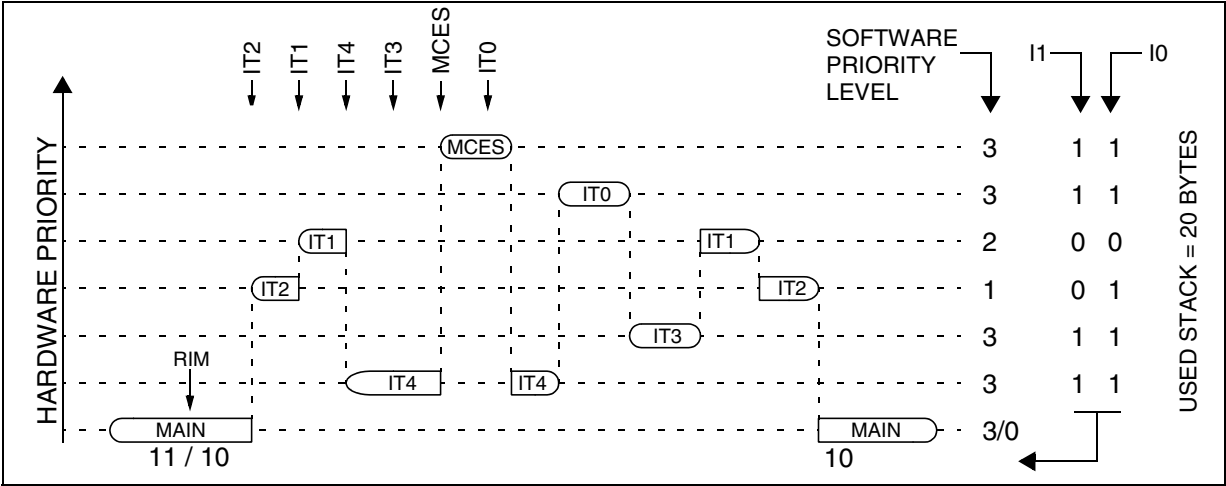 IT2
IT1
IT4
IT3
MCES
IT0
SOFTWARE
PRIORITY
LEVEL
I1
I0
HARDWARE PRIORITY
MCES
3
1 1
IT0
3
1 1
IT1
IT1
2
0 0
IT2
IT2
1
0 1
IT3
3
1 1
RIM
IT4
IT4
3
1 1
MAIN
MAIN
3/0
11 / 10
10
USED STACK = 20 BYTES